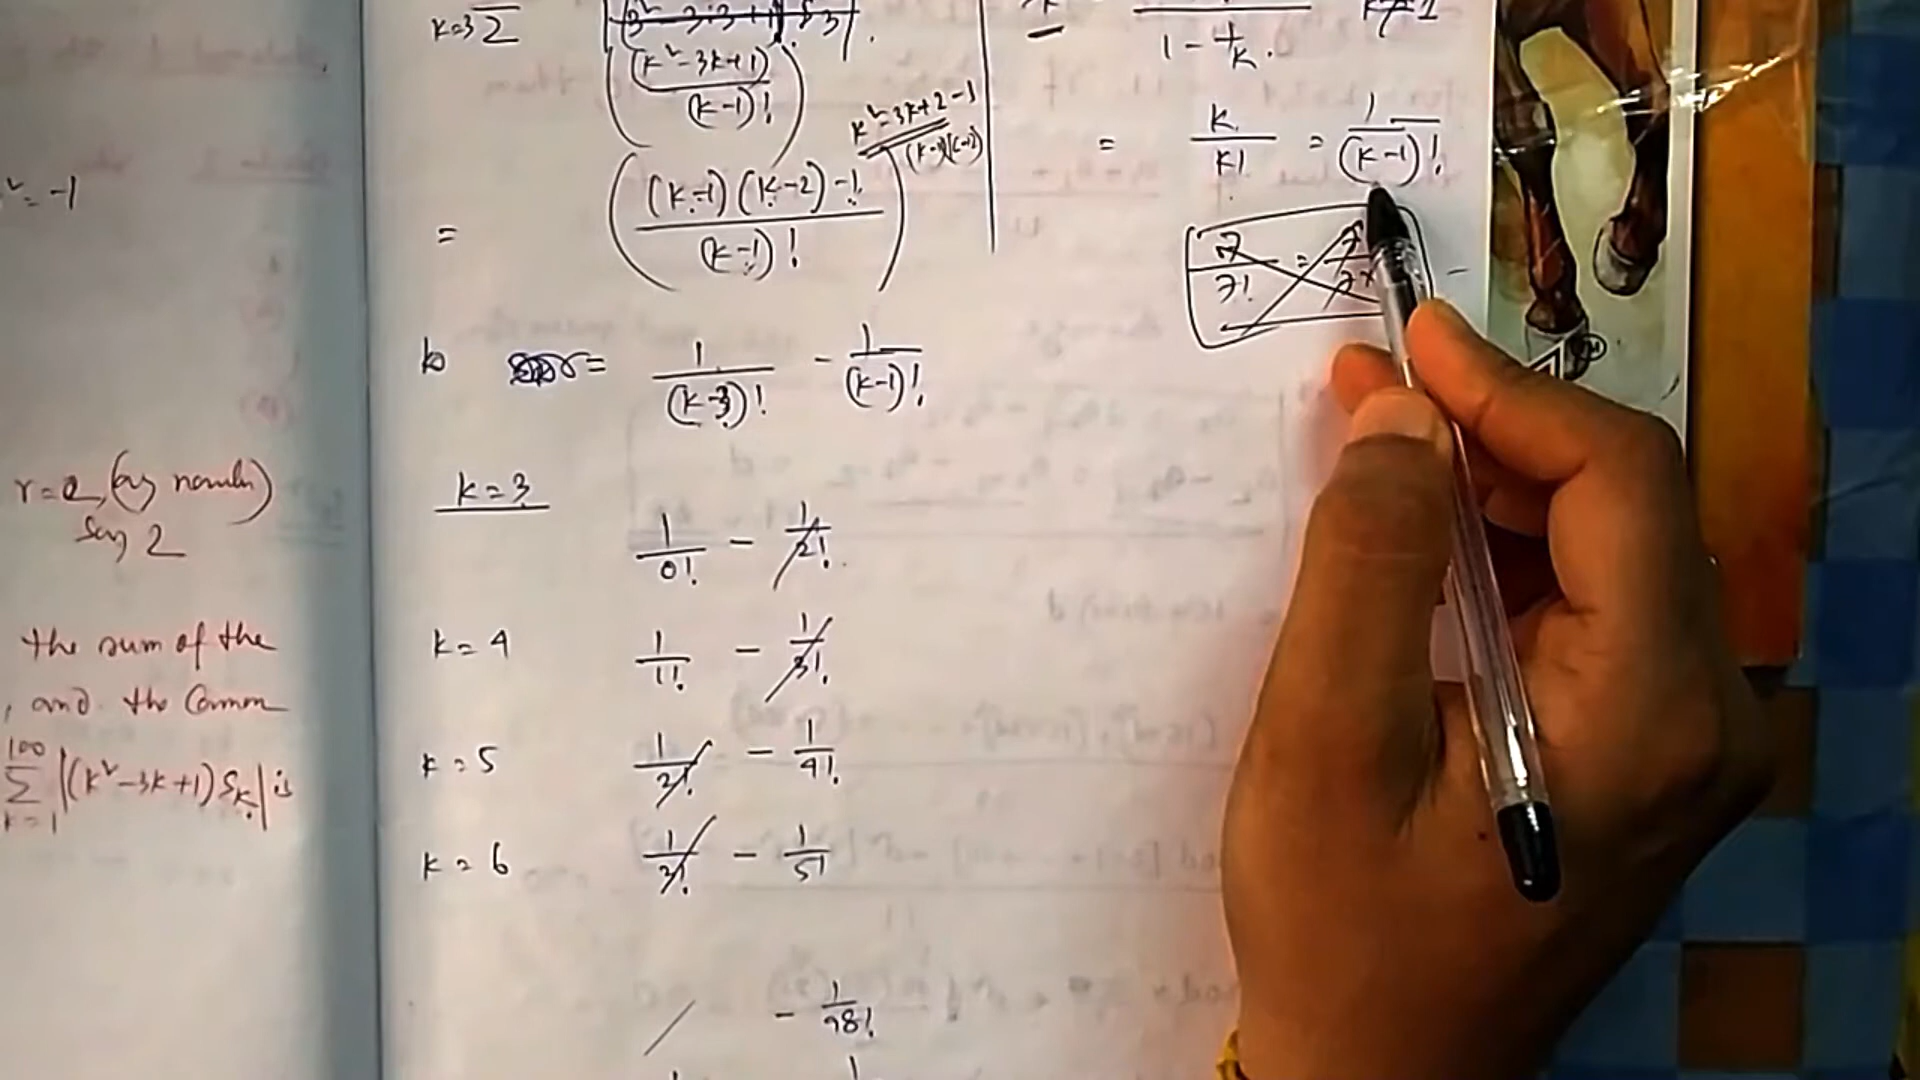 k=3
(k²-3k+1)
(k-1)!
k²-3k+2-1
(k-1)(k-2)
= ((k-1)(k-2)-1)
(k-1)!
1/(k-3)! - 1/(k-1)!
k=3
1/0! - 1/2!
k=4 1/1! - 1/3!
k=5 1/2! - 1/4!
k=6 1/3! - 1/5!
- 1/98!
1 - 1/k
= k/k! = 1/(k-1)!
7/7! =
² = -1
r=
say 2
the sum of the
, and the common
100
∑ |(k²-3k+1) Sk| is
k=1